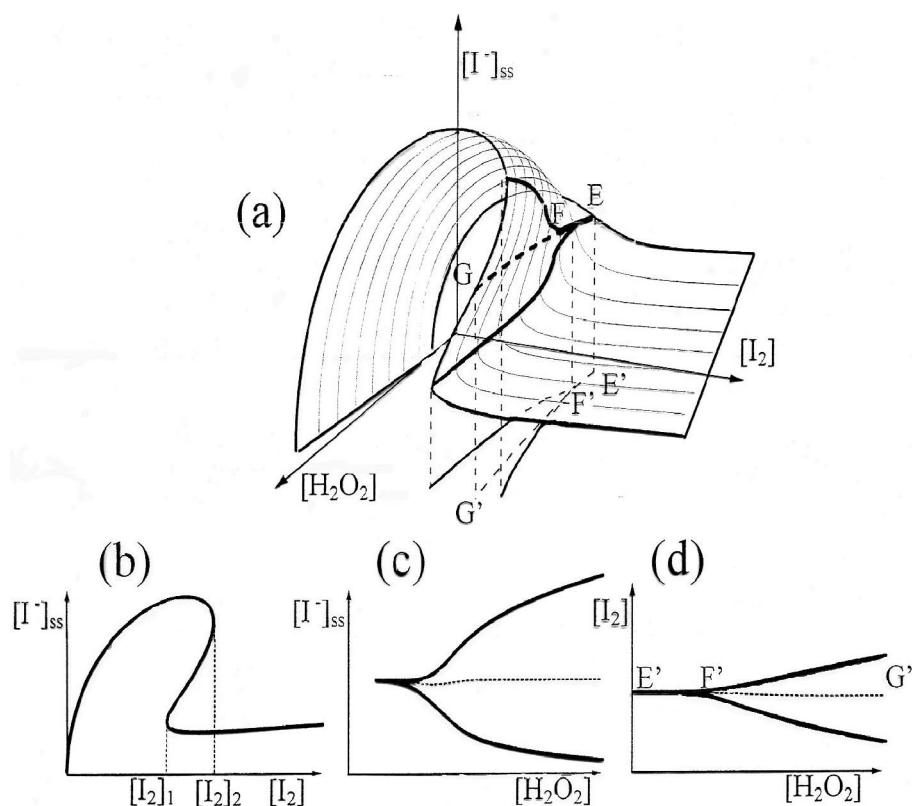 [I⁻]ss
(a)
E
F
G
[I₂]
E'
F'
[H₂O₂]
G'
(b)
[I⁻]ss
[I₂]₁
[I₂]₂
[I₂]
(c)
[I⁻]ss
[H₂O₂]
(d)
[I₂]
E'
F'
G'
[H₂O₂]